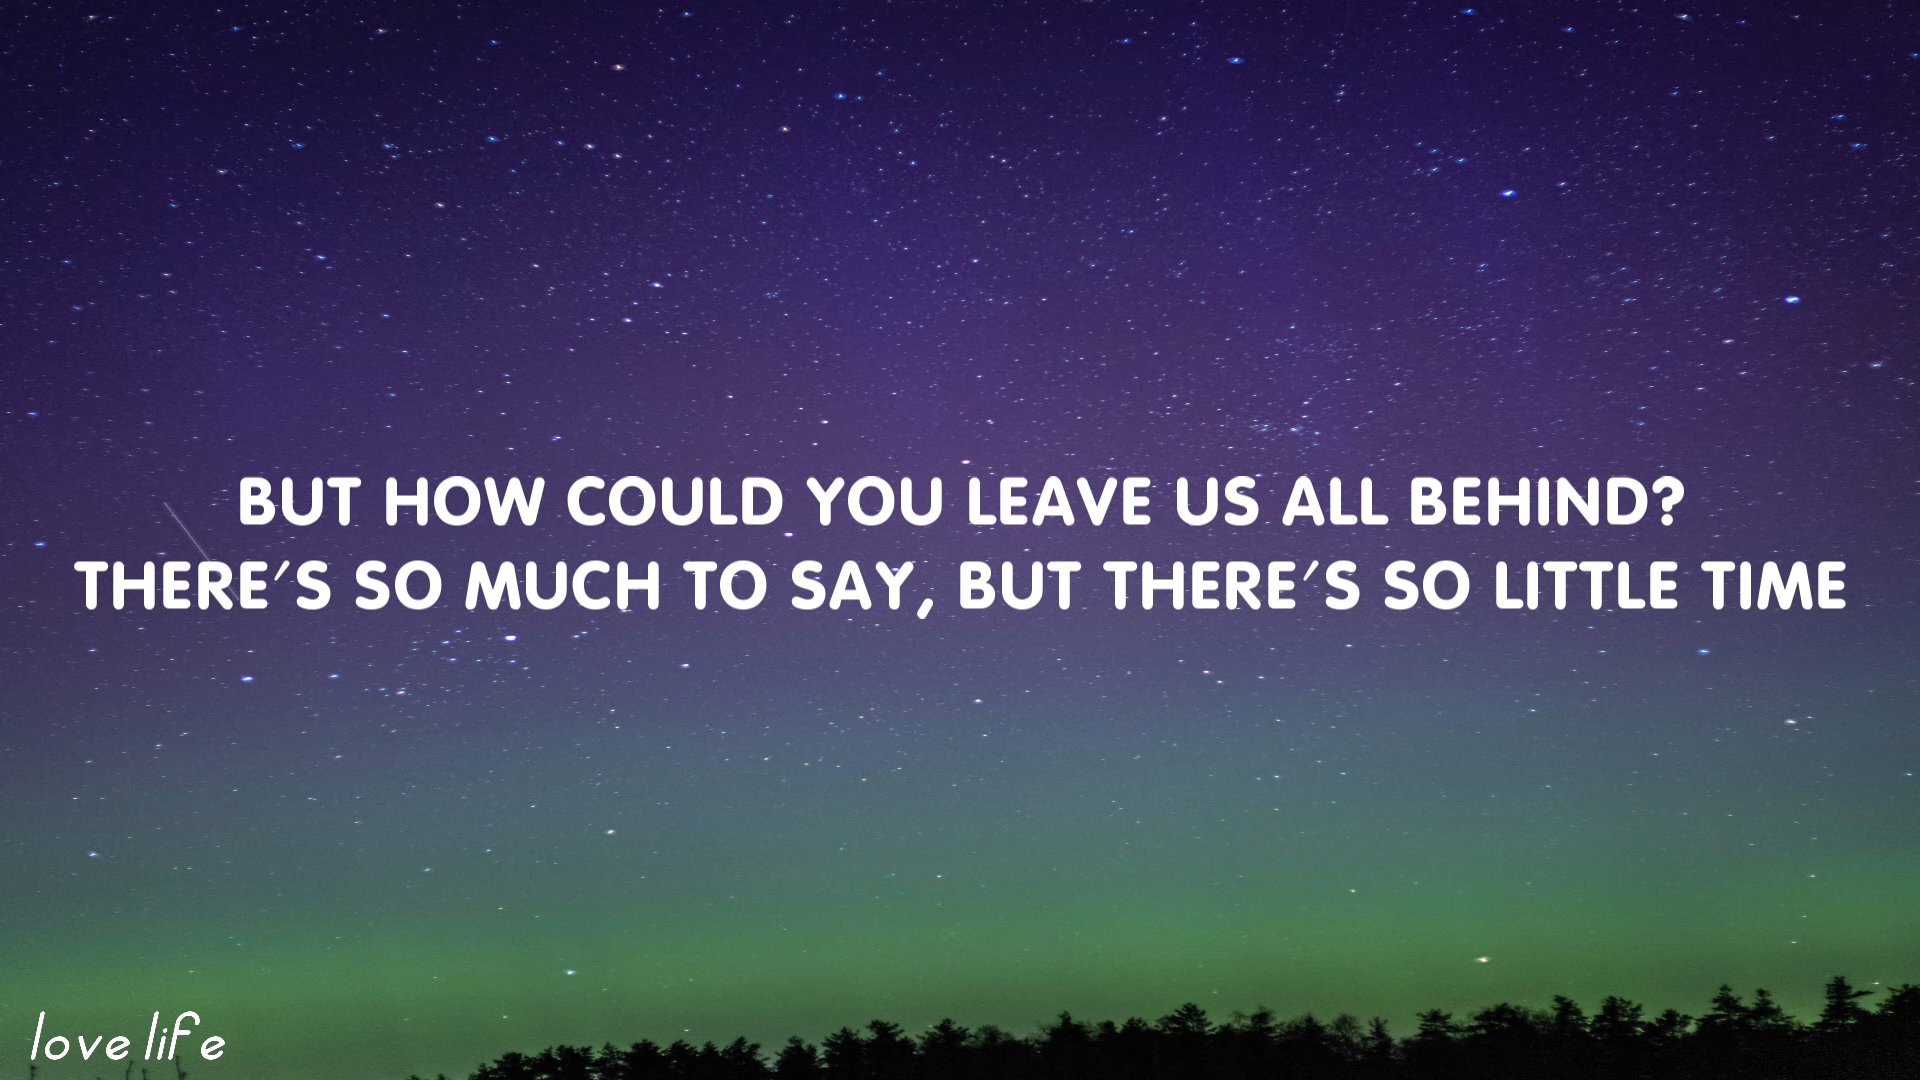 BUT HOW COULD YOU LEAVE US ALL BEHIND?
THERE'S SO MUCH TO SAY, BUT THERE'S SO LITTLE TIME
love life